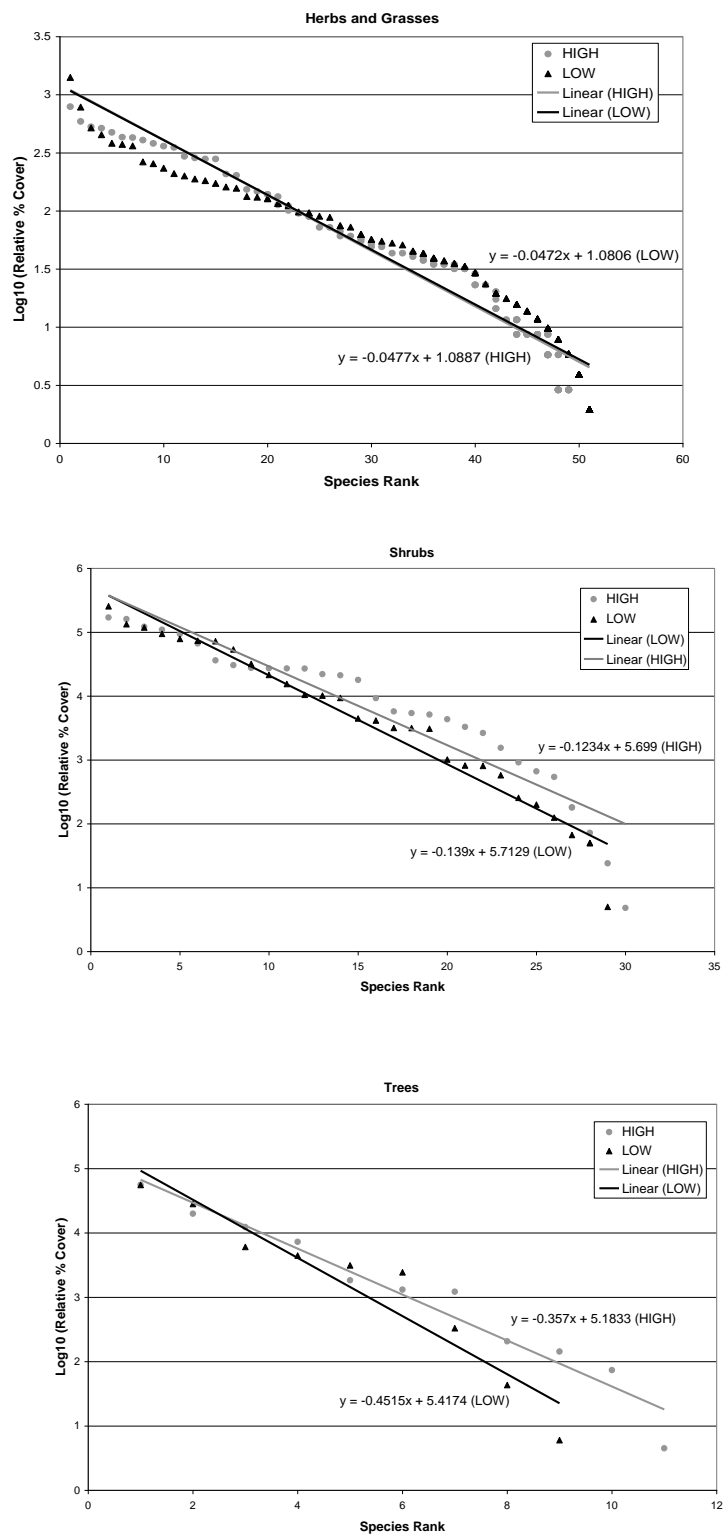 Herbs and Grasses
3.5
3
2.5
2
1.5
1
0.5
0
Log10 (Relative % Cover)
HIGH
LOW
Linear (HIGH)
Linear (LOW)
y = -0.0472x + 1.0806 (LOW)
y = -0.0477x + 1.0887 (HIGH)
0 10 20 30 40 50 60
Species Rank
Shrubs
6
5
4
3
2
1
0
Log10 (Relative % Cover)
HIGH
LOW
Linear (LOW)
Linear (HIGH)
y = -0.1234x + 5.699 (HIGH)
y = -0.139x + 5.7129 (LOW)
0 5 10 15 20 25 30 35
Species Rank
Trees
6
5
4
3
2
1
0
Log10 (Relative % Cover)
HIGH
LOW
Linear (HIGH)
Linear (LOW)
y = -0.357x + 5.1833 (HIGH)
y = -0.4515x + 5.4174 (LOW)
0 2 4 6 8 10 12
Species Rank